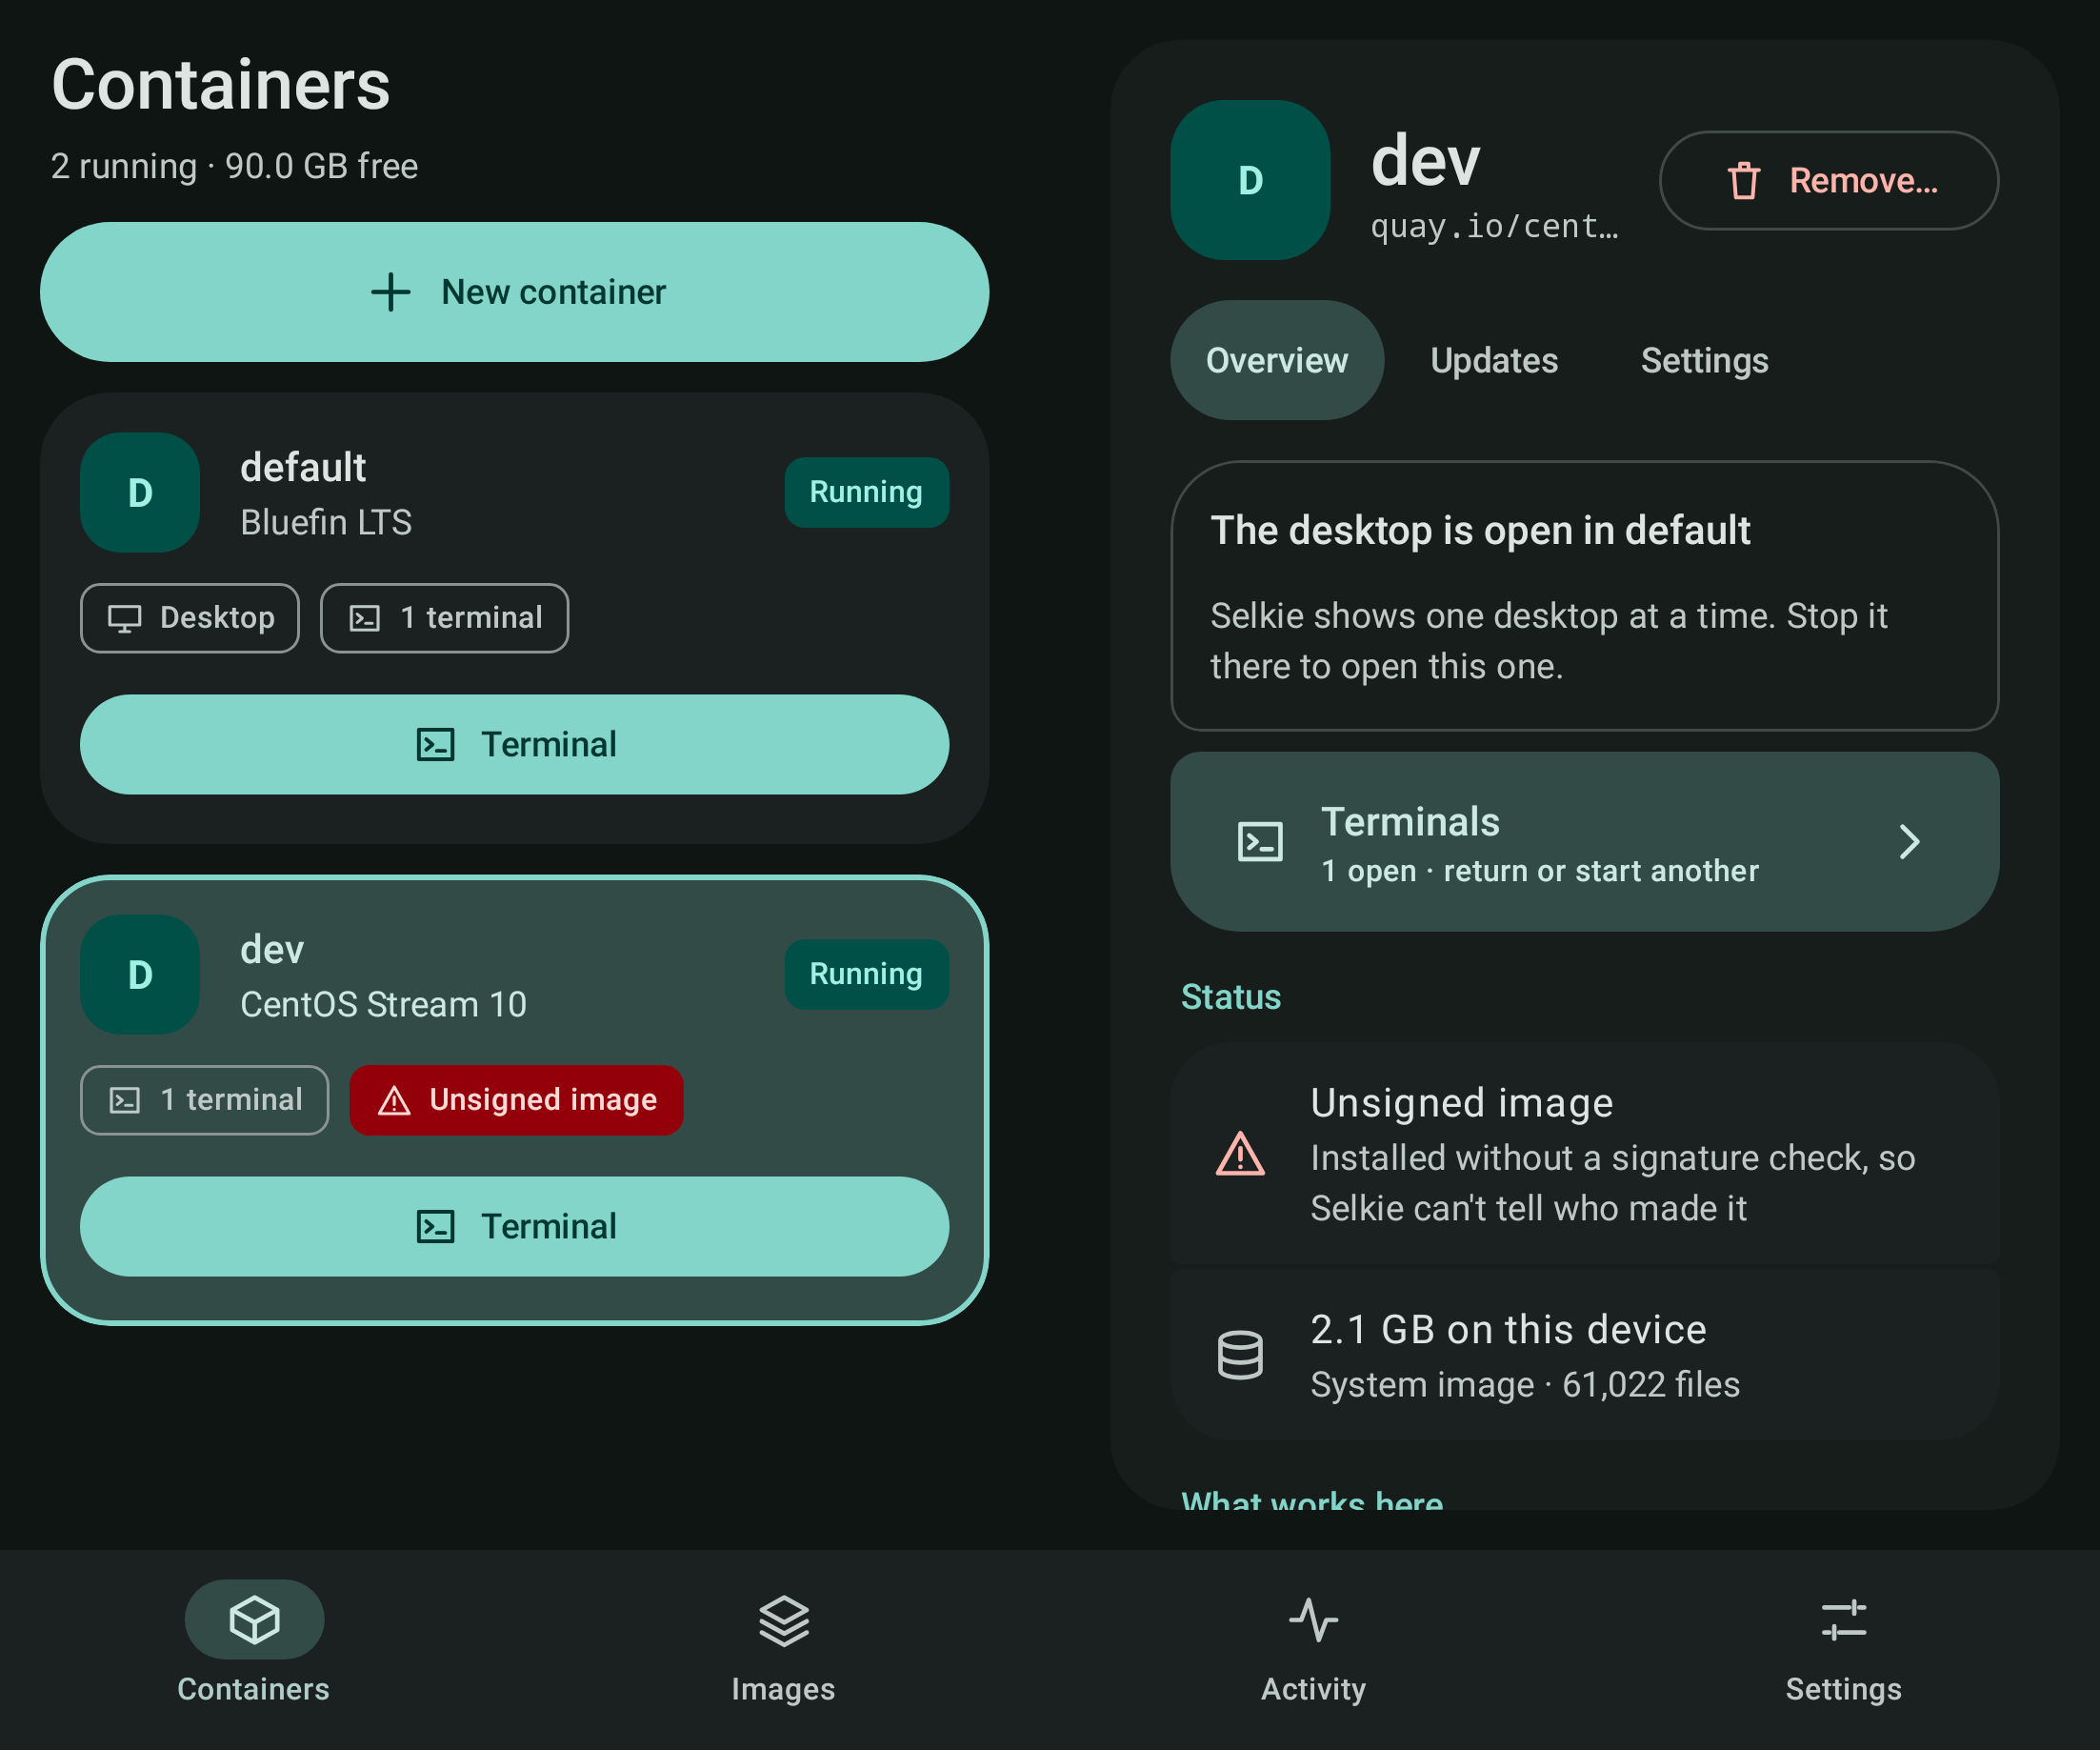 Containers
2 running · 90.0 GB free
New container
D
default
Bluefin LTS
Running
Desktop
1 terminal
Terminal
D
dev
CentOS Stream 10
Running
1 terminal
Unsigned image
Terminal
D
dev
quay.io/cent…
Remove…
Overview
Updates
Settings
The desktop is open in default
Selkie shows one desktop at a time. Stop it
there to open this one.
Terminals
1 open · return or start another
Status
Unsigned image
Installed without a signature check, so
Selkie can't tell who made it
2.1 GB on this device
System image · 61,022 files
What works here
Containers
Images
Activity
Settings